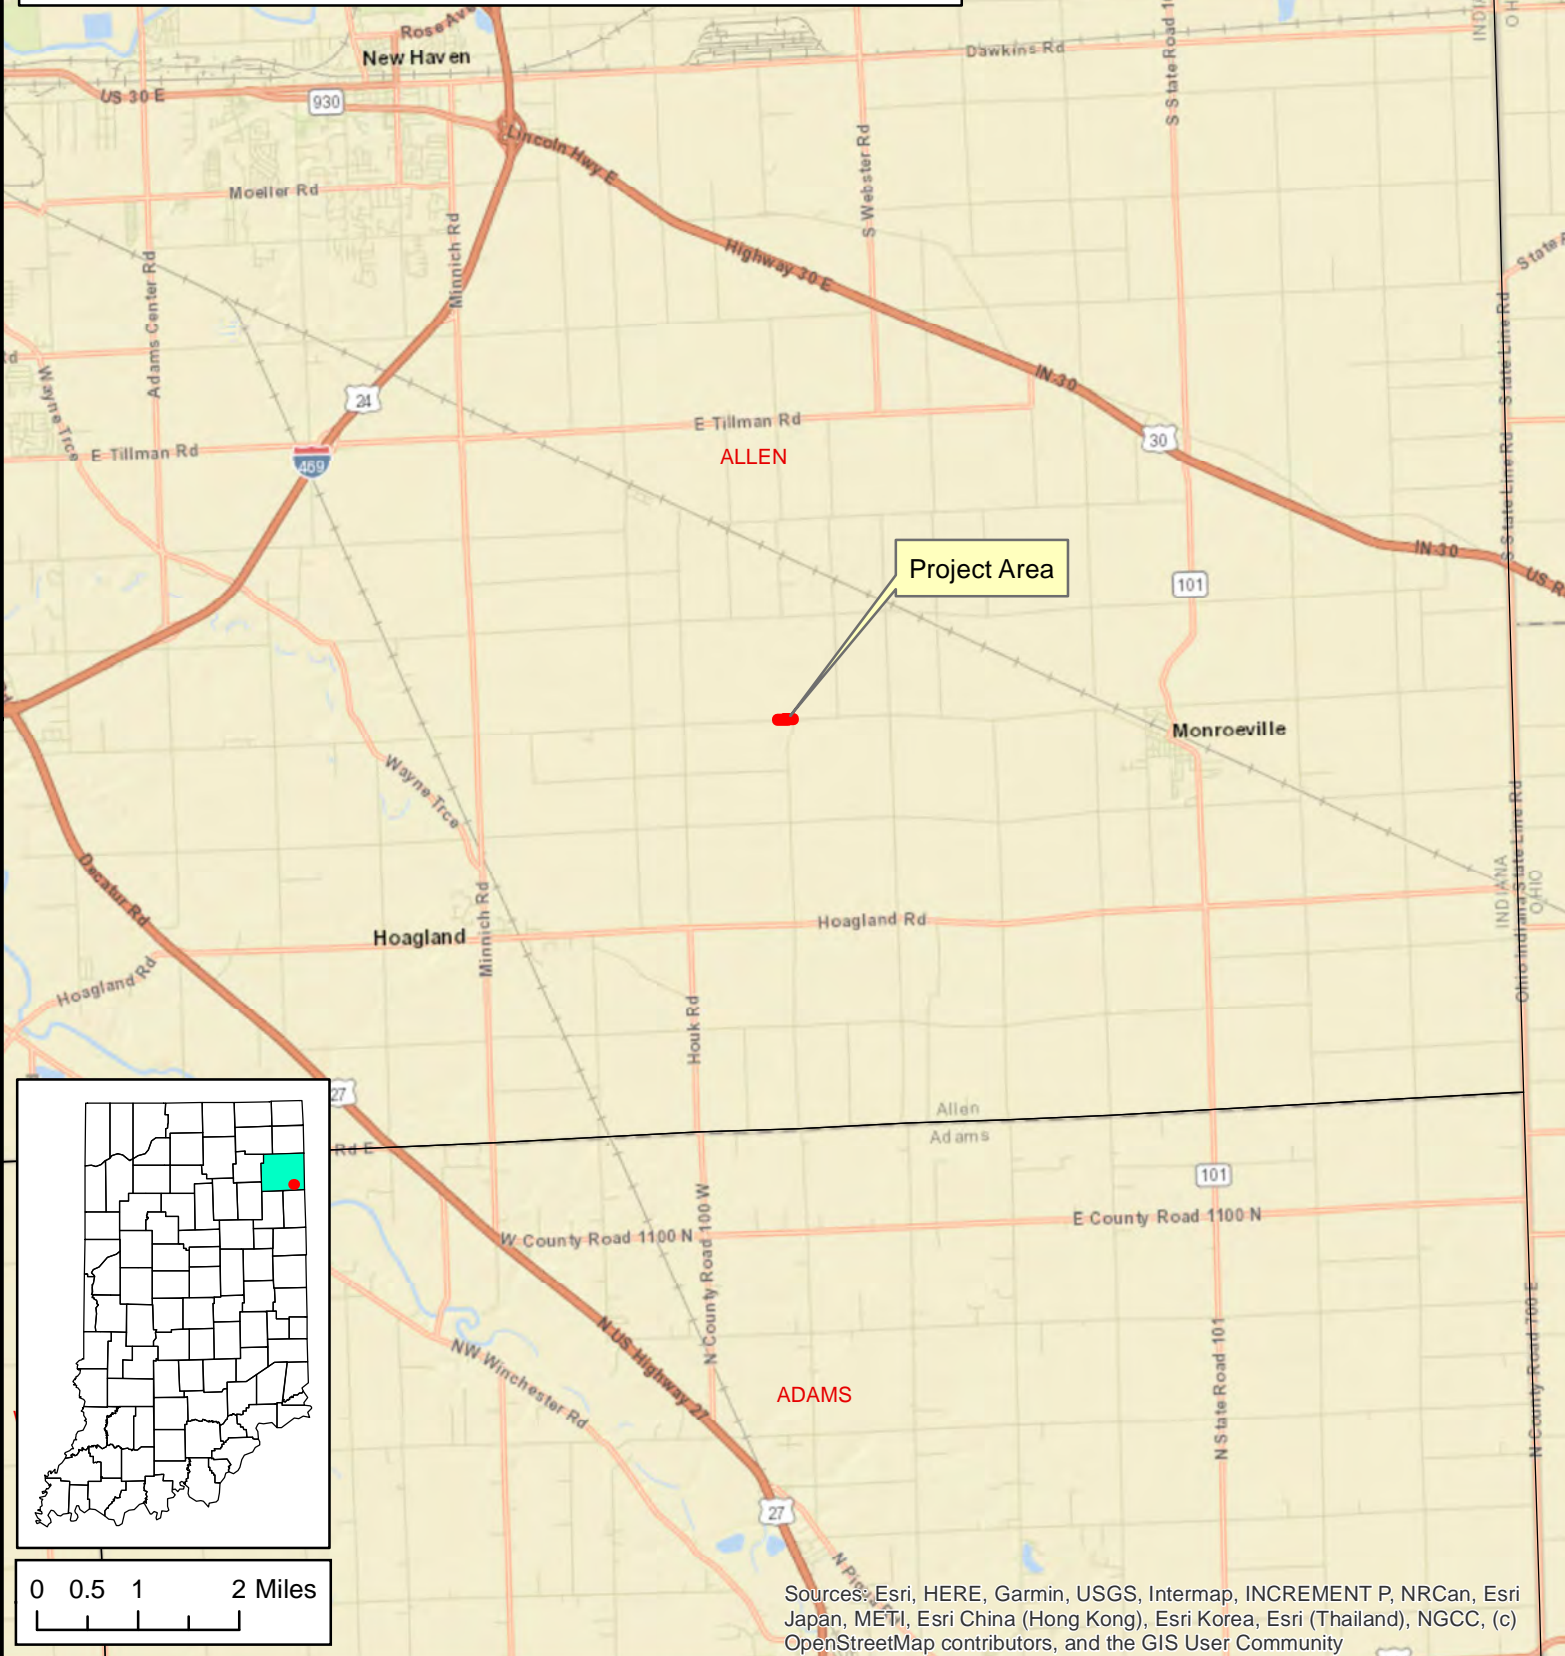 Rose Ave
New Haven
Dawkins Rd
S State Road 1
INDI
OH
US 30 E
930
Lincoln Hwy E
Moeller Rd
S Webster Rd
Minnich Rd
Adams Center Rd
Highway 30 E
State R
S State Line Rd
IN 30
Wayne Trce
24
E Tillman Rd
E Tillman Rd
ALLEN
469
30
S State Line Rd
IN 30
US R
Project Area
101
Monroeville
Wayne Trce
Decatur Rd
Minnich Rd
Hoagland
Hoagland Rd
Hoagland Rd
INDIANA
OHIO
Ohio Indiana State Line Rd
Houk Rd
27
Allen
Adams
Rd E
101
W County Road 1100 N
E County Road 1100 N
N County Road 100 W
N US Highway 27
NW Winchester Rd
ADAMS
N State Road 101
N County Road 700 E
27
0 0.5 1 2 Miles
Sources: Esri, HERE, Garmin, USGS, Intermap, INCREMENT P, NRCan, Esri
Japan, METI, Esri China (Hong Kong), Esri Korea, Esri (Thailand), NGCC, (c)
OpenStreetMap contributors, and the GIS User Community